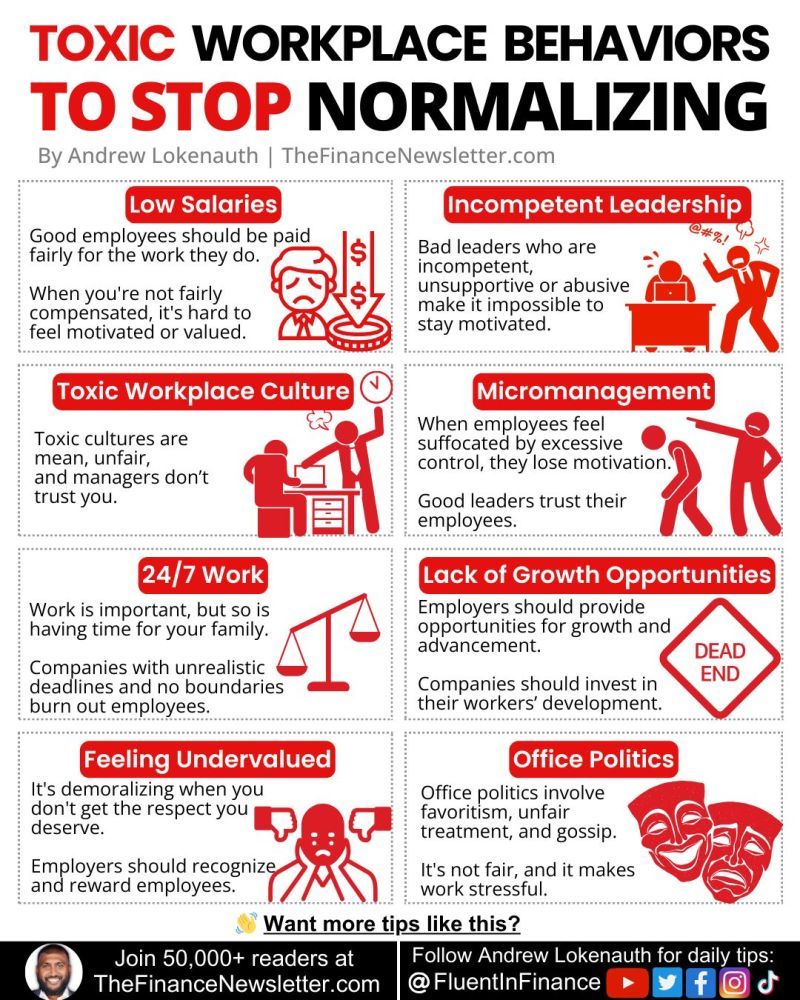 TOXIC WORKPLACE BEHAVIORS
TO STOP NORMALIZING
By Andrew Lokenauth | TheFinanceNewsletter.com
Low Salaries
Good employees should be paid
fairly for the work they do.
When you're not fairly
compensated, it's hard to
feel motivated or valued.
$
$
Incompetent Leadership
@#%!
Bad leaders who are
incompetent,
unsupportive or abusive
make it impossible to
stay motivated.
Toxic Workplace Culture
Toxic cultures are
mean, unfair,
and managers don’t
trust you.
Micromanagement
When employees feel
suffocated by excessive
control, they lose motivation.
Good leaders trust their
employees.
24/7 Work
Work is important, but so is
having time for your family.
Companies with unrealistic
deadlines and no boundaries
burn out employees.
Lack of Growth Opportunities
Employers should provide
opportunities for growth and
advancement.
Companies should invest in
their workers’ development.
DEAD
END
Feeling Undervalued
It's demoralizing when you
don't get the respect you
deserve.
Employers should recognize
and reward employees.
Office Politics
Office politics involve
favoritism, unfair
treatment, and gossip.
It's not fair, and it makes
work stressful.
👋 Want more tips like this?
Join 50,000+ readers at
TheFinanceNewsletter.com
Follow Andrew Lokenauth for daily tips:
@FluentInFinance